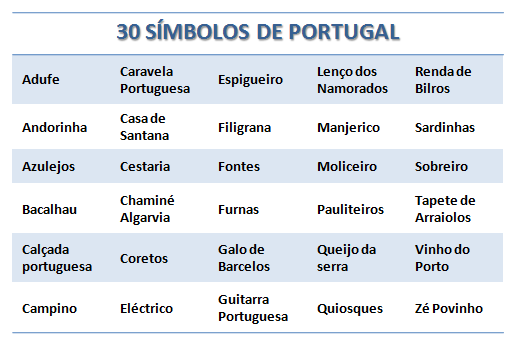 30 SÍMBOLOS DE PORTUGAL
Adufe
Caravela
Portuguesa
Espigueiro
Lenço dos
Namorados
Renda de
Bilros
Andorinha
Casa de
Santana
Filigrana
Manjerico
Sardinhas
Azulejos
Cestaria
Fontes
Moliceiro
Sobreiro
Bacalhau
Chaminé
Algarvia
Furnas
Pauliteiros
Tapete de
Arraiolos
Calçada
portuguesa
Coretos
Galo de
Barcelos
Queijo da
serra
Vinho do
Porto
Campino
Eléctrico
Guitarra
Portuguesa
Quiosques
Zé Povinho